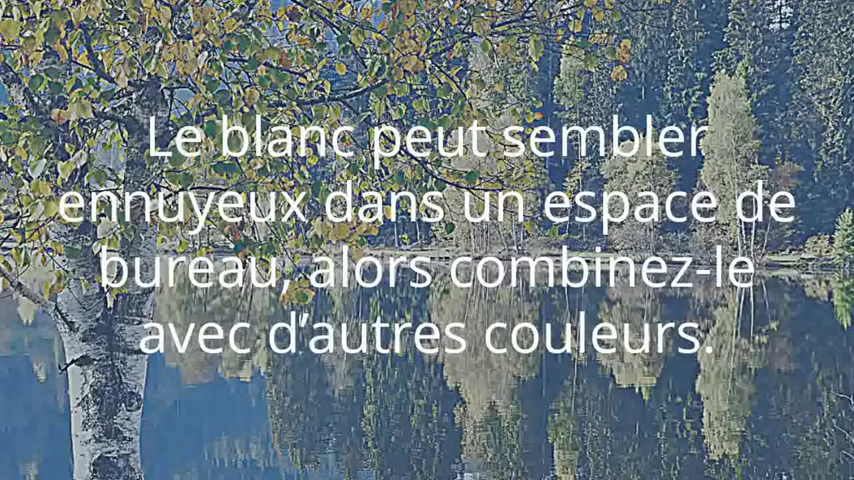 Le blanc peut sembler
ennuyeux dans un espace de
bureau, alors combinez-le
avec d’autres couleurs.